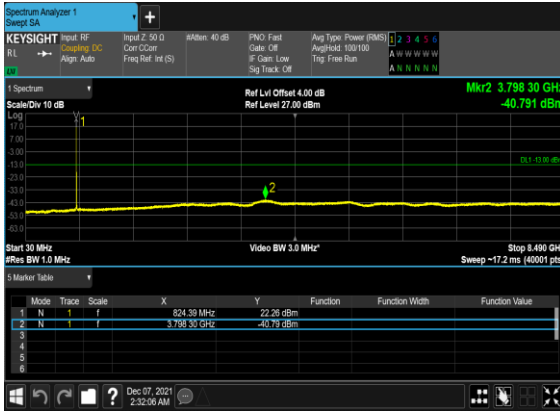 Spectrum Analyzer 1
Swept SA
+
KEYSIGHT Input: RF Input Z: 50 Ω #Atten: 40 dB PNO: Fast Avg Type: Power (RMS) 1 2 3 4 5 6
RL Coupling: DC Corr CCorr Gate: Off Avg|Hold: 100/100 A W W W W W
Align: Auto Freq Ref: Int (S) IF Gain: Low Trig: Free Run
Sig Track: Off A N N N N N
1 Spectrum Ref Lvl Offset 4.00 dB Mkr2 3.798 30 GHz
Scale/Div 10 dB Ref Level 27.00 dBm -40.791 dBm
Log
17.0
7.00
-3.00
-13.0
-23.0
-33.0
-43.0
-53.0
-63.0
1
DL1 -13.00 dBm
2
Start 30 MHz Video BW 3.0 MHz* Stop 8.490 GHz
#Res BW 1.0 MHz Sweep ~17.2 ms (40001 pts)
5 Marker Table
Mode Trace Scale X Y Function Function Width Function Value
1 N 1 f 824.39 MHz 22.26 dBm
2 N 1 f 3.798 30 GHz -40.79 dBm
3
4
5
6
? Dec 07, 2021
2:32:06 AM